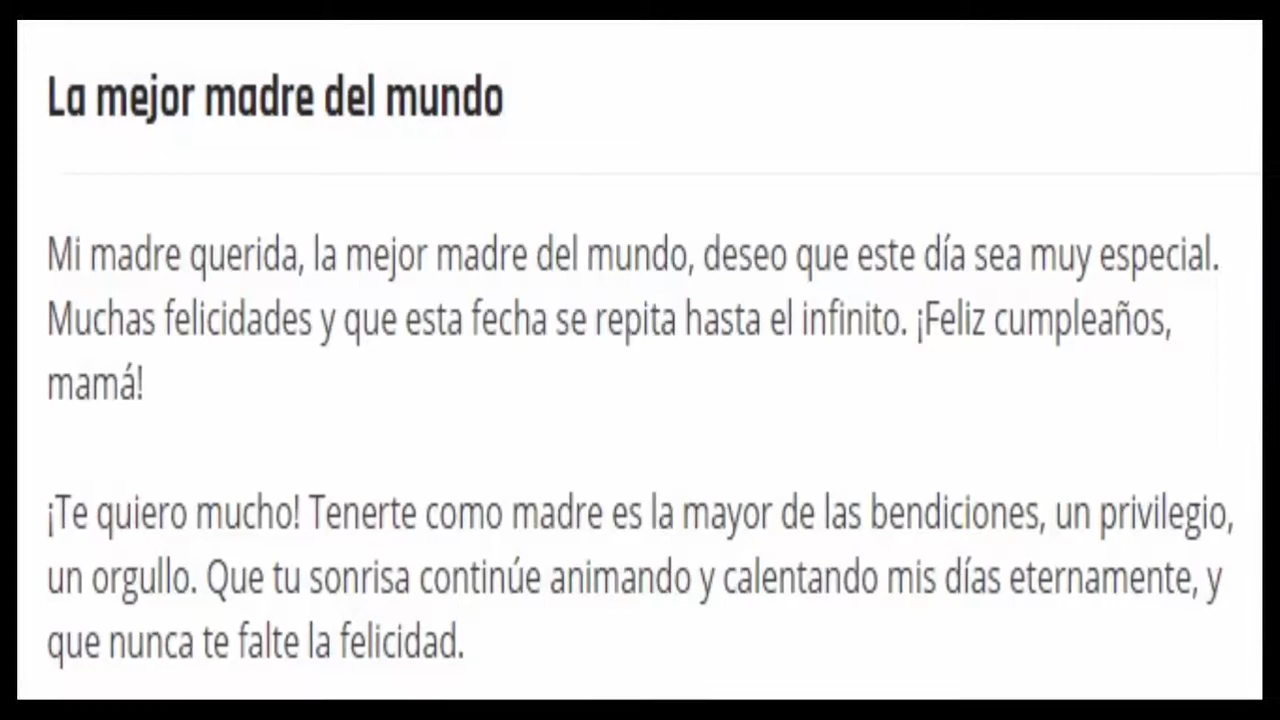 La mejor madre del mundo
Mi madre querida, la mejor madre del mundo, deseo que este día sea muy especial.
Muchas felicidades y que esta fecha se repita hasta el infinito. ¡Feliz cumpleaños,
mamá!
¡Te quiero mucho! Tenerte como madre es la mayor de las bendiciones, un privilegio,
un orgullo. Que tu sonrisa continúe animando y calentando mis días eternamente, y
que nunca te falte la felicidad.